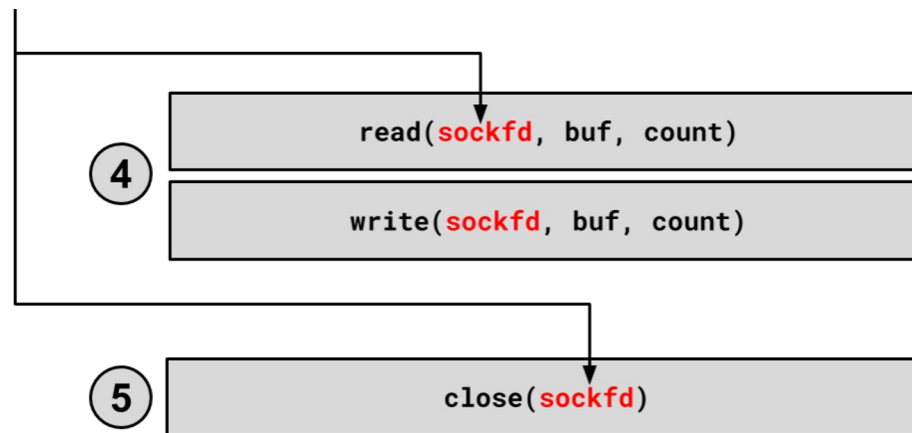 read(sockfd, buf, count)
4
write(sockfd, buf, count)
5
close(sockfd)